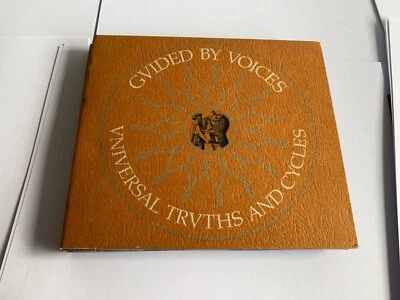 GVIDED BY VOICES
VNIVERSAL TRVTHS AND CYCLES